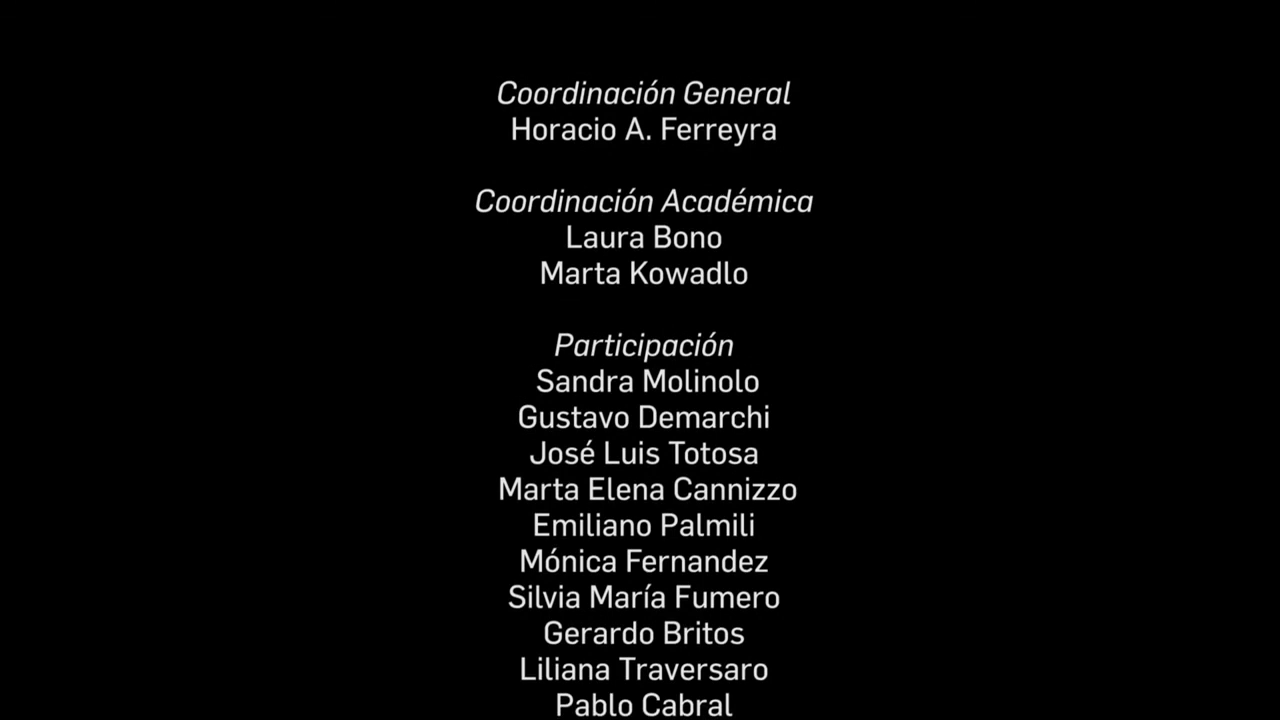 Coordinación General
Horacio A. Ferreyra
Coordinación Académica
Laura Bono
Marta Kowadlo
Participación
Sandra Molinolo
Gustavo Demarchi
José Luis Totosa
Marta Elena Cannizzo
Emiliano Palmili
Mónica Fernandez
Silvia María Fumero
Gerardo Britos
Liliana Traversaro
Pablo Cabral